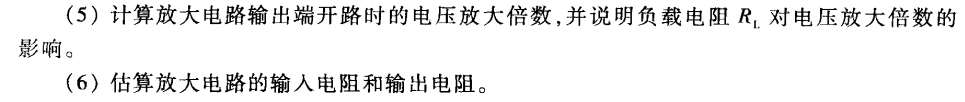 (5) 计算放大电路输出端开路时的电压放大倍数,并说明负载电阻 R_L 对电压放大倍数的
影响。
(6) 估算放大电路的输入电阻和输出电阻。